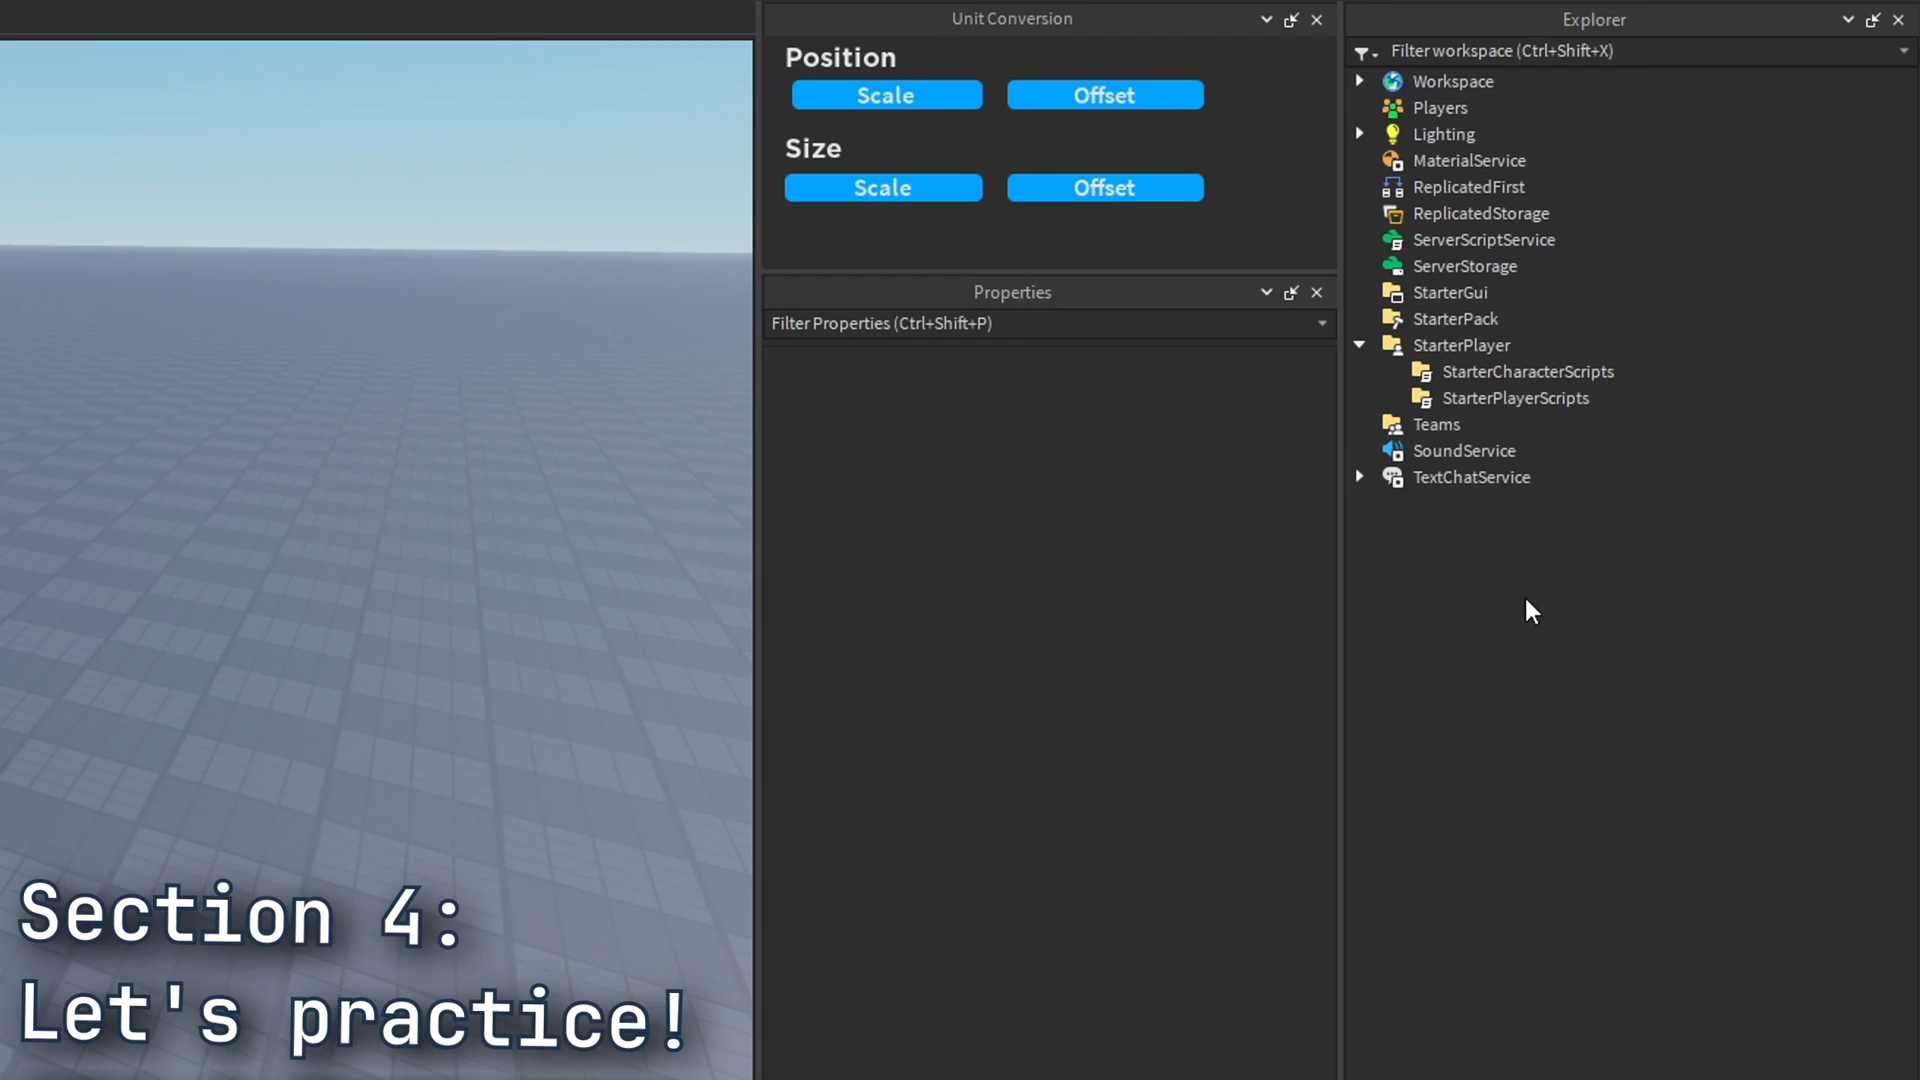 Unit Conversion
Position
Scale Offset
Size
Scale Offset
Properties
Filter Properties (Ctrl+Shift+P)
Explorer
Filter workspace (Ctrl+Shift+X)
Workspace
Players
Lighting
MaterialService
ReplicatedFirst
ReplicatedStorage
ServerScriptService
ServerStorage
StarterGui
StarterPack
StarterPlayer
StarterCharacterScripts
StarterPlayerScripts
Teams
SoundService
TextChatService
Section 4:
Let's practice!